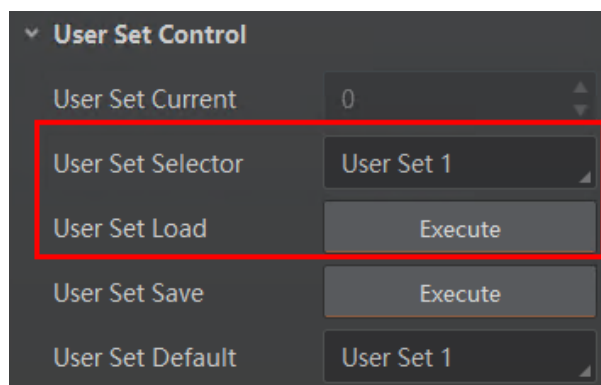 User Set Control
User Set Current 0
User Set Selector User Set 1
User Set Load Execute
User Set Save Execute
User Set Default User Set 1